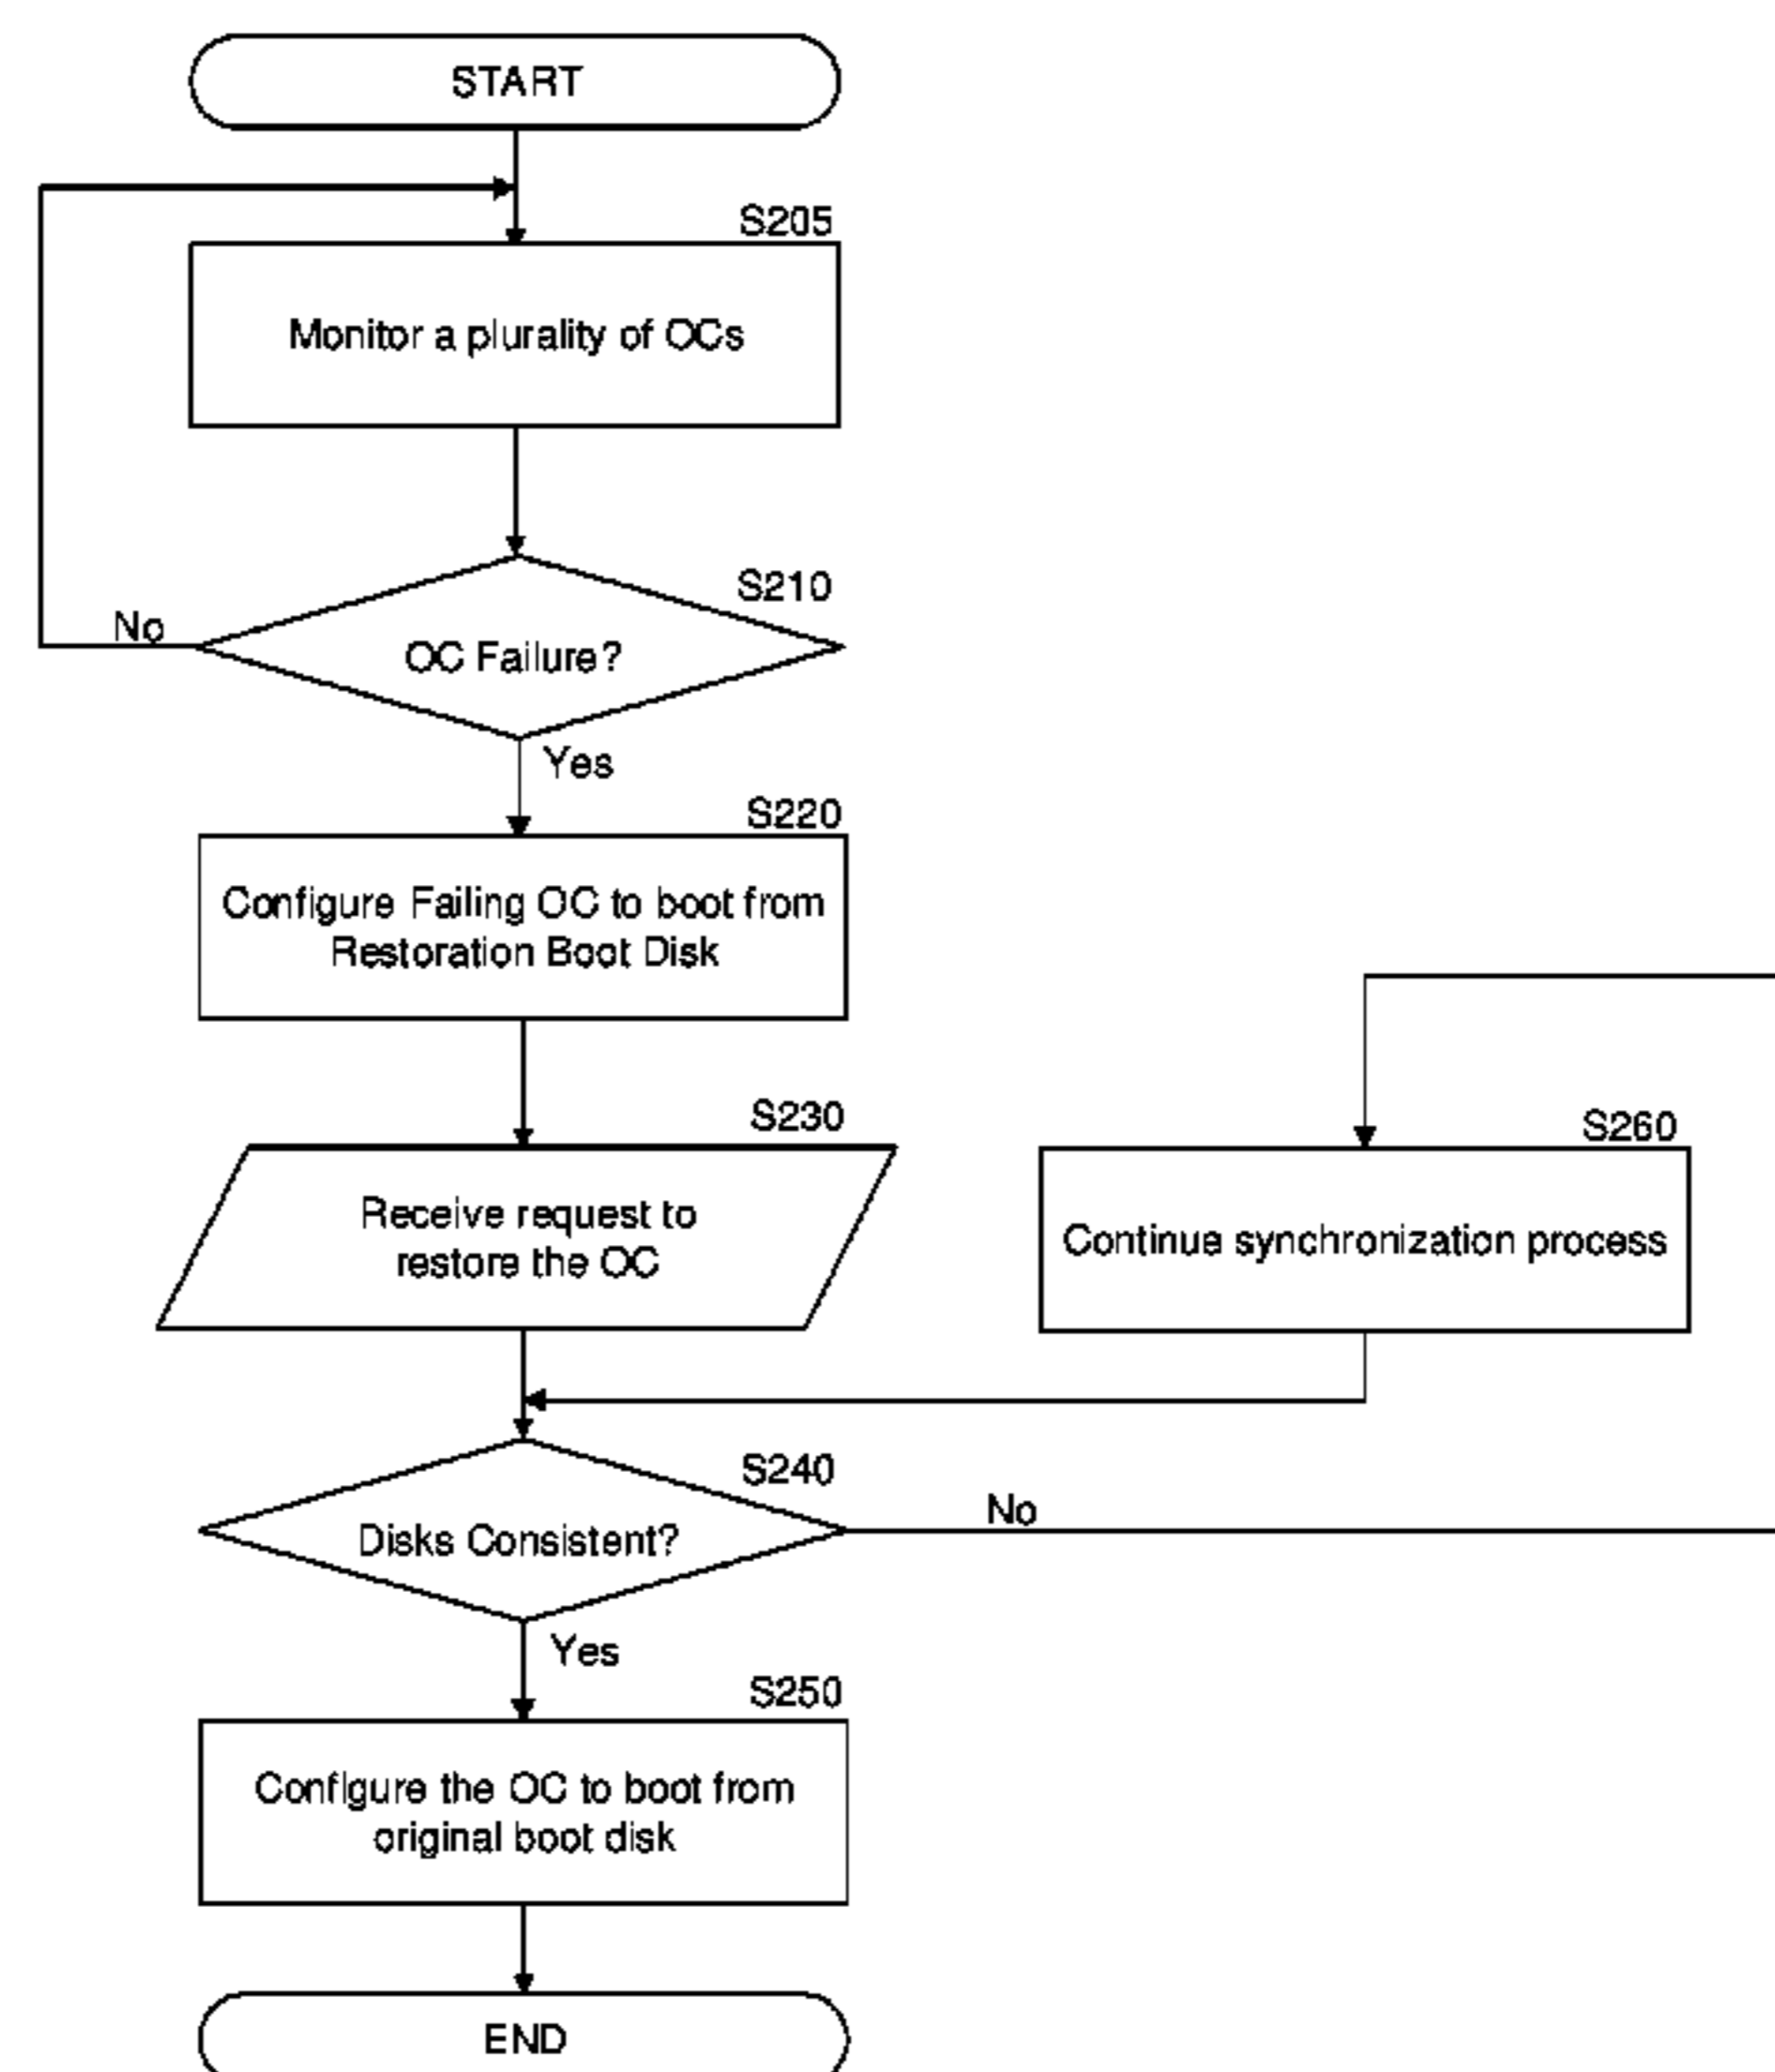 START
S205
Monitor a plurality of OCs
S210
No
OC Failure?
Yes
S220
Configure Failing OC to boot from
Restoration Boot Disk
S230
Receive request to
restore the OC
S260
Continue synchronization process
S240
No
Disks Consistent?
Yes
S250
Configure the OC to boot from
original boot disk
END